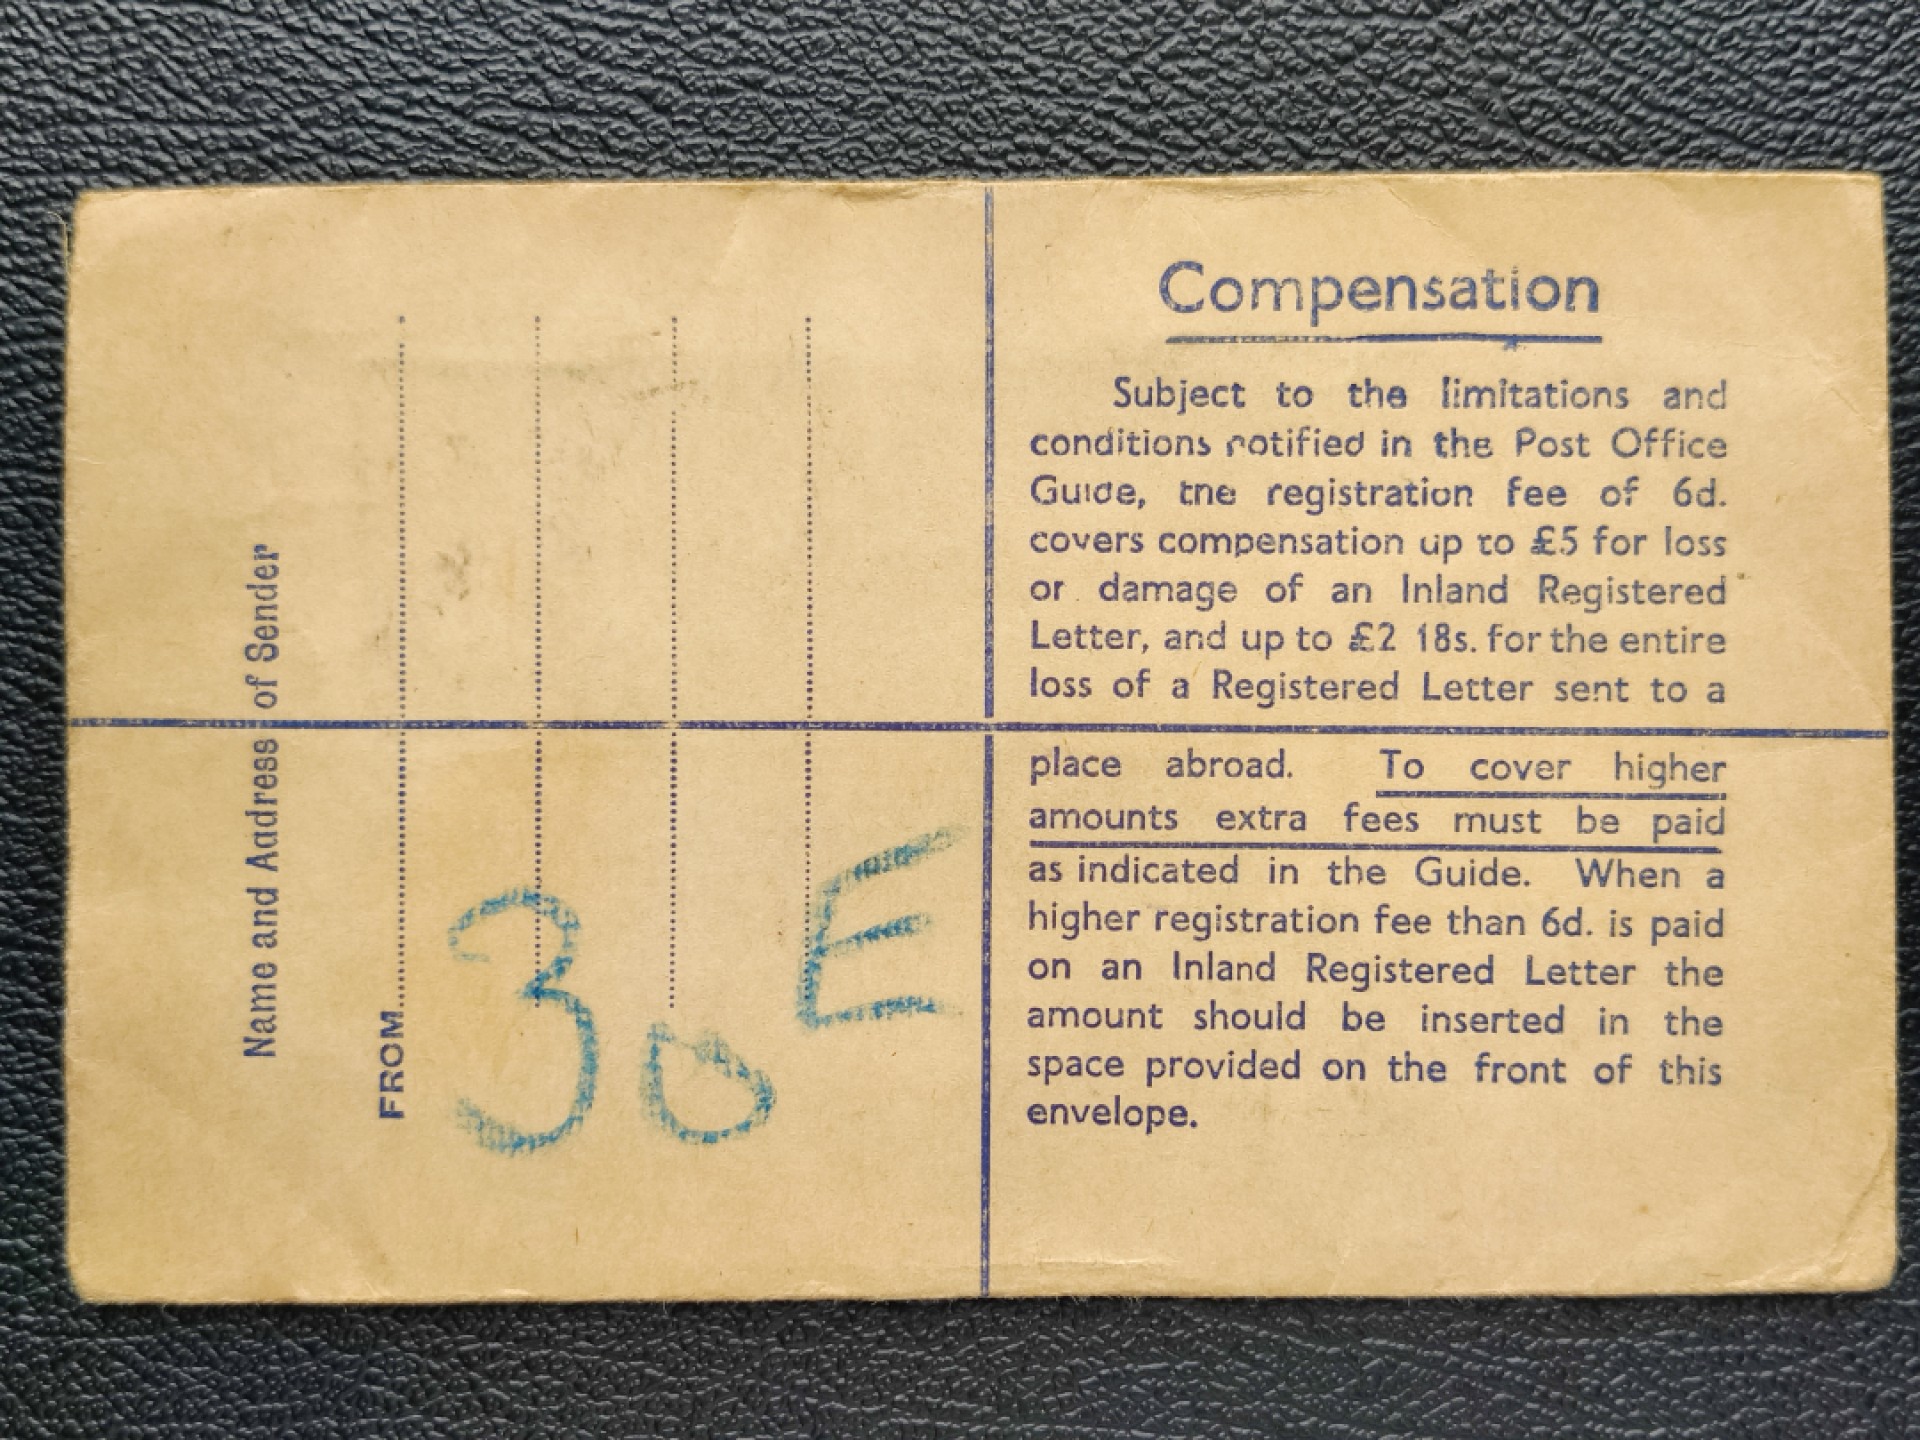 Name and Address of Sender
FROM
30E
Compensation
Subject to the limitations and
conditions notified in the Post Office
Guide, the registration fee of 6d.
covers compensation up to £5 for loss
or damage of an Inland Registered
Letter, and up to £2 18s. for the entire
loss of a Registered Letter sent to a
place abroad. To cover higher
amounts extra fees must be paid
as indicated in the Guide. When a
higher registration fee than 6d. is paid
on an Inland Registered Letter the
amount should be inserted in the
space provided on the front of this
envelope.